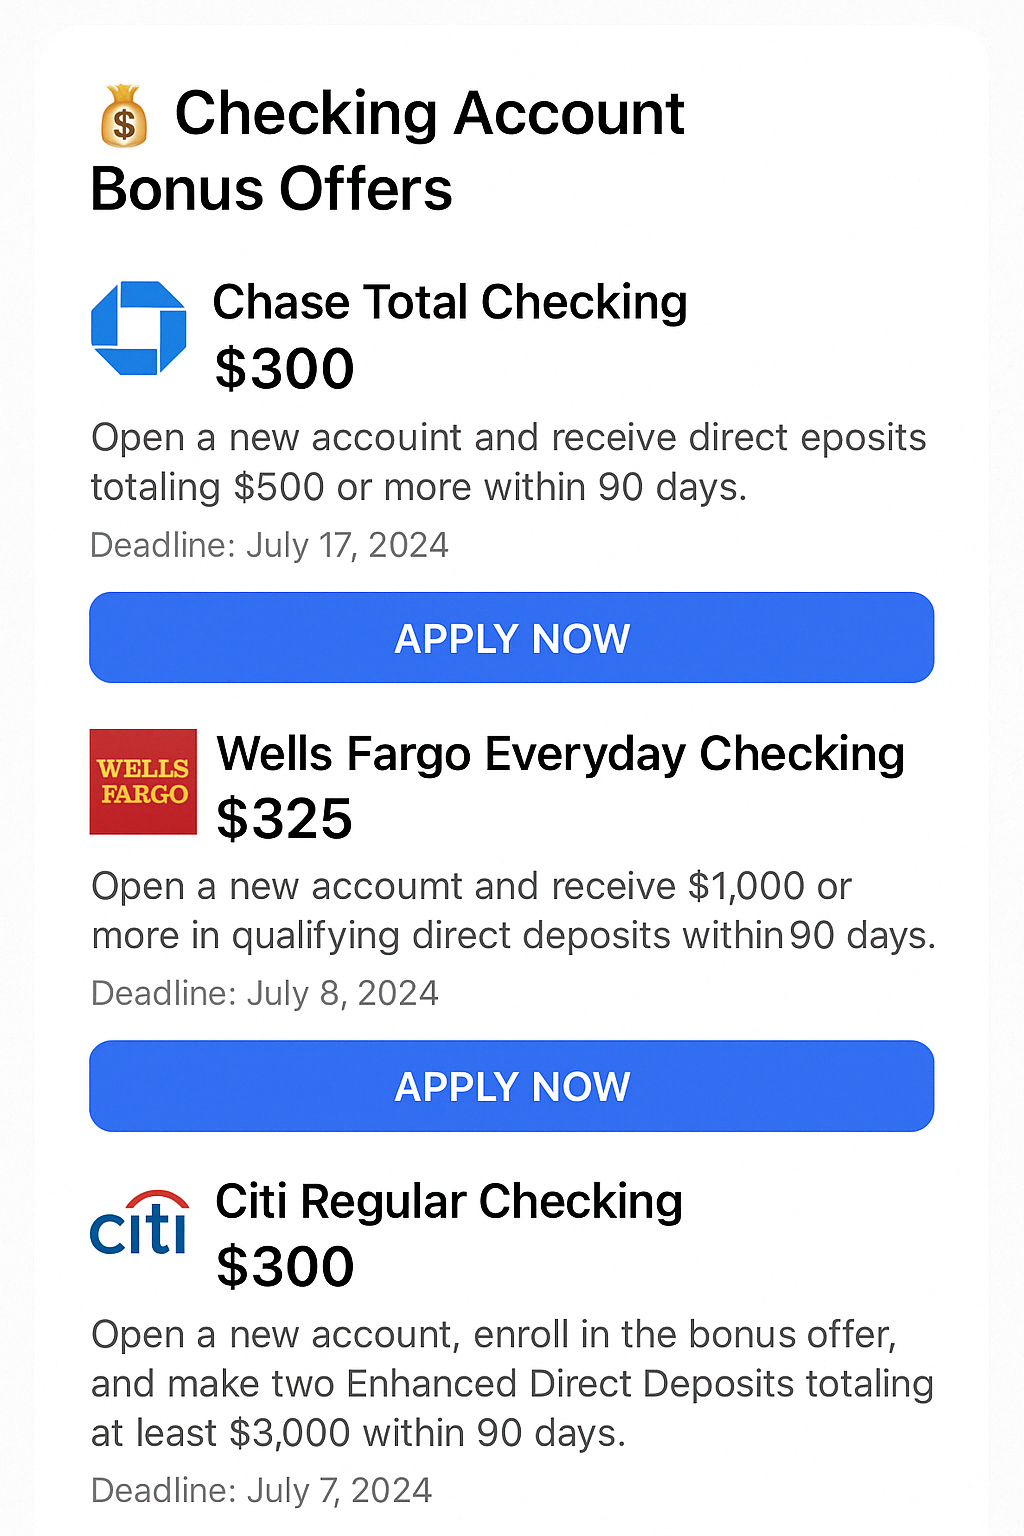 💰 Checking Account
Bonus Offers
Chase Total Checking
$300
Open a new accouint and receive direct eposits
totaling $500 or more within 90 days.
Deadline: July 17, 2024
APPLY NOW
WELLS
FARGO
Wells Fargo Everyday Checking
$325
Open a new accoumt and receive $1,000 or
more in qualifying direct deposits within 90 days.
Deadline: July 8, 2024
APPLY NOW
citi
Citi Regular Checking
$300
Open a new account, enroll in the bonus offer,
and make two Enhanced Direct Deposits totaling
at least $3,000 within 90 days.
Deadline: July 7, 2024